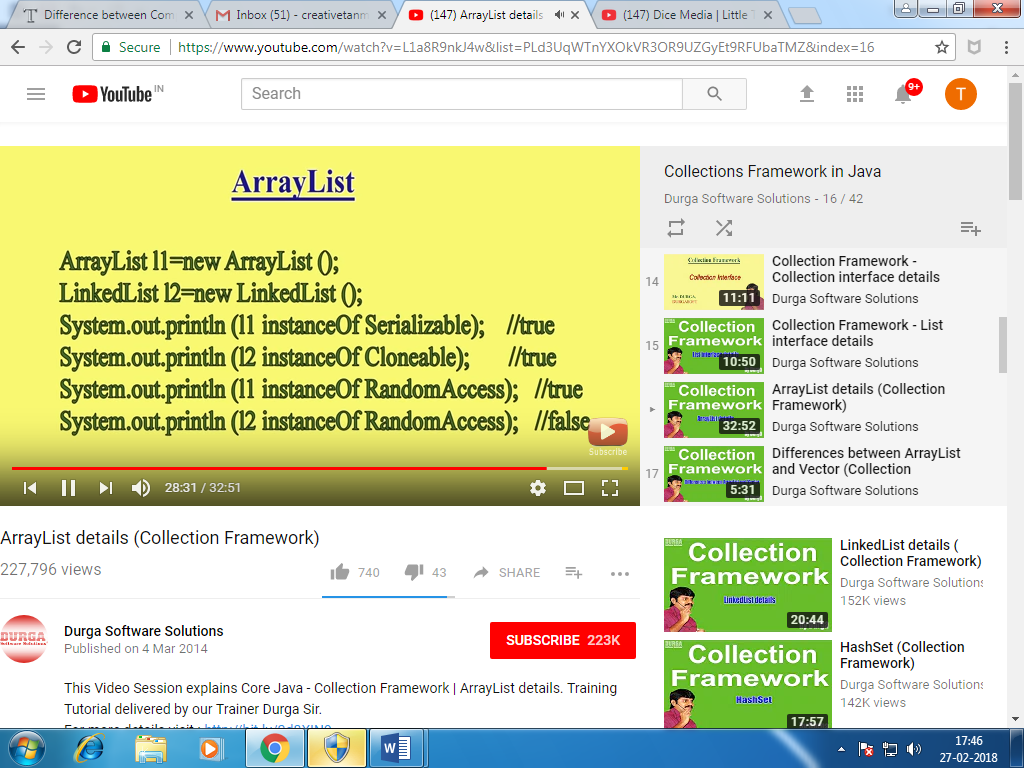 Difference between Com
Inbox (51) - creativetanm
(147) ArrayList details
(147) Dice Media | Little
Secure
https://www.youtube.com/watch?v=L1a8R9nkJ4w&list=PLd3UqWTnYXOkVR3OR9UZGyEt9RFUbaTMZ&index=16
YouTube IN
Search
9+
T
ArrayList
ArrayList l1=new ArrayList ();
LinkedList l2=new LinkedList ();
System.out.println (l1 instanceOf Serializable); //true
System.out.println (l2 instanceOf Cloneable); //true
System.out.println (l1 instanceOf RandomAccess); //true
System.out.println (l2 instanceOf RandomAccess); //false
Subscribe
28:31 / 32:51
ArrayList details (Collection Framework)
227,796 views
740
43
SHARE
DURGA
Software Solutions
Durga Software Solutions
Published on 4 Mar 2014
SUBSCRIBE 223K
This Video Session explains Core Java - Collection Framework | ArrayList details. Training
Tutorial delivered by our Trainer Durga Sir.
For more details visit :
Collections Framework in Java
Durga Software Solutions - 16 / 42
14
Collection Framework
Collection Interface
11:11
Collection Framework -
Collection interface details
Durga Software Solutions
15
Collection
Framework
10:50
Collection Framework - List
interface details
Durga Software Solutions
Collection
Framework
32:52
ArrayList details (Collection
Framework)
Durga Software Solutions
17
Collection
Framework
5:31
Differences between ArrayList
and Vector (Collection
Durga Software Solutions
DURGA
Collection
Framework
LinkedList details
20:44
LinkedList details (
Collection Framework)
Durga Software Solutions
152K views
DURGA
Collection
Framework
HashSet
17:57
HashSet (Collection
Framework)
Durga Software Solutions
142K views
17:46
27-02-2018